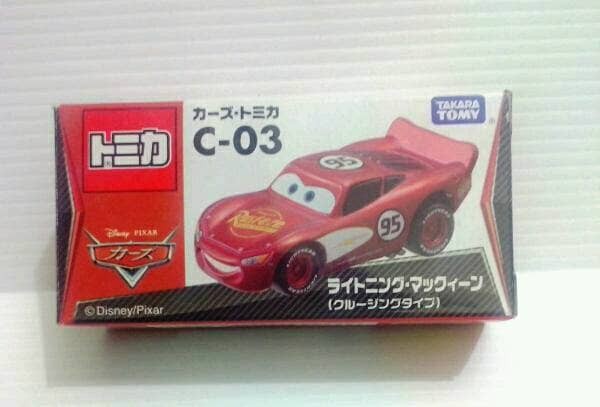 トミカ
カーズ・トミカ
C-03
TAKARA
TOMY
95
95
Disney PIXAR
カーズ
ライトニング・マックィーン
(クルージングタイプ)
©Disney/Pixar